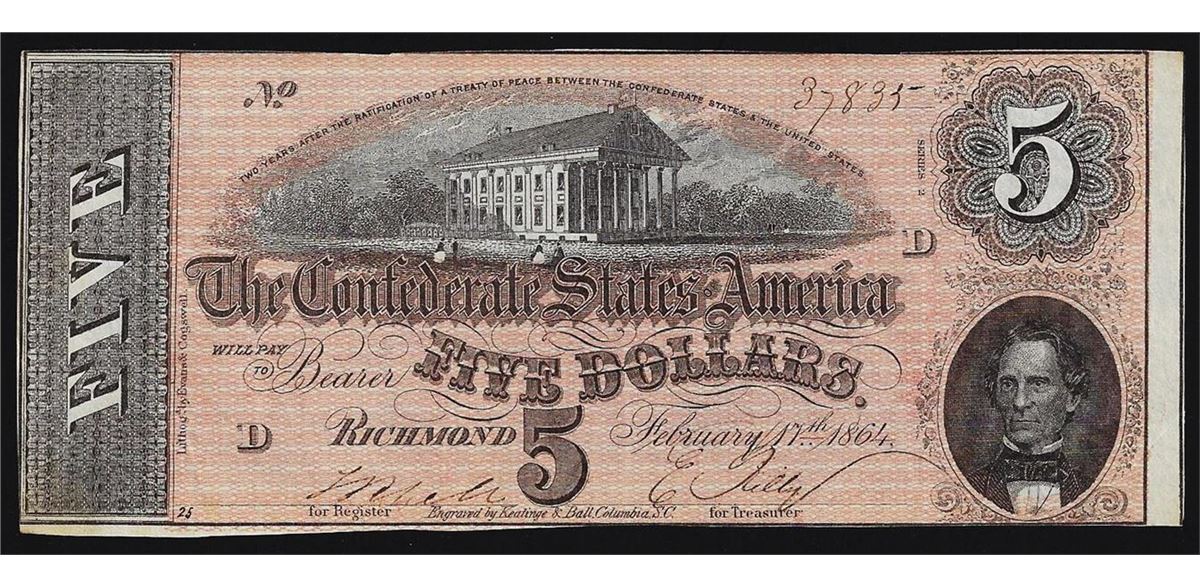 No
37835
TWO YEARS AFTER THE RATIFICATION OF A TREATY OF PEACE BETWEEN THE CONFEDERATE STATES & THE UNITED STATES
5
SERIES 2
FIVE
D
The Confederate States of America
WILL PAY
TO Bearer FIVE DOLLARS.
D
RICHMOND 5 February 17th 1864.
for Register
Engraved by Keatinge & Ball, Columbia, S.C.
for Treasurer
25
Lithog'd by Evans & Cogswell.